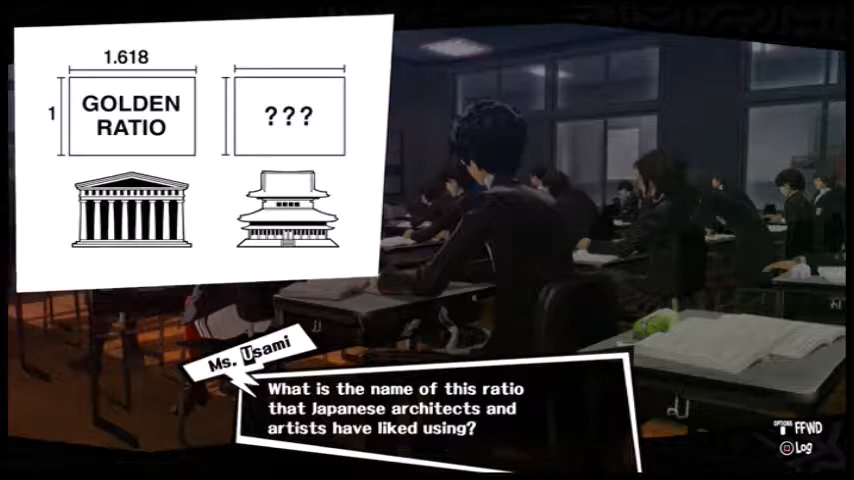 1.618
1
GOLDEN
RATIO
???
Ms. Usami
What is the name of this ratio
that Japanese architects and
artists have liked using?
OPTIONS FFWD
Log